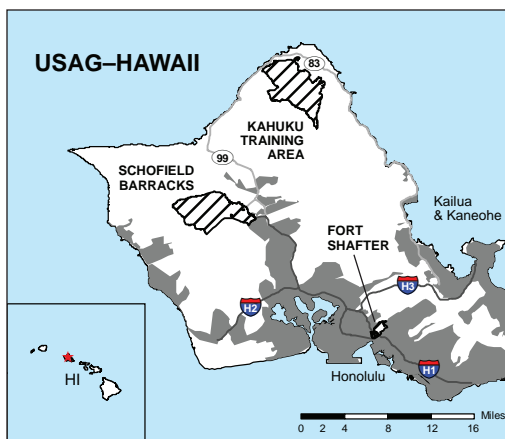 USAG–HAWAII
83
KAHUKU
TRAINING
AREA
99
SCHOFIELD
BARRACKS
Kailua
& Kaneohe
FORT
SHAFTER
H3
H2
HI
Honolulu
H1
Miles
0 4 8 12 16